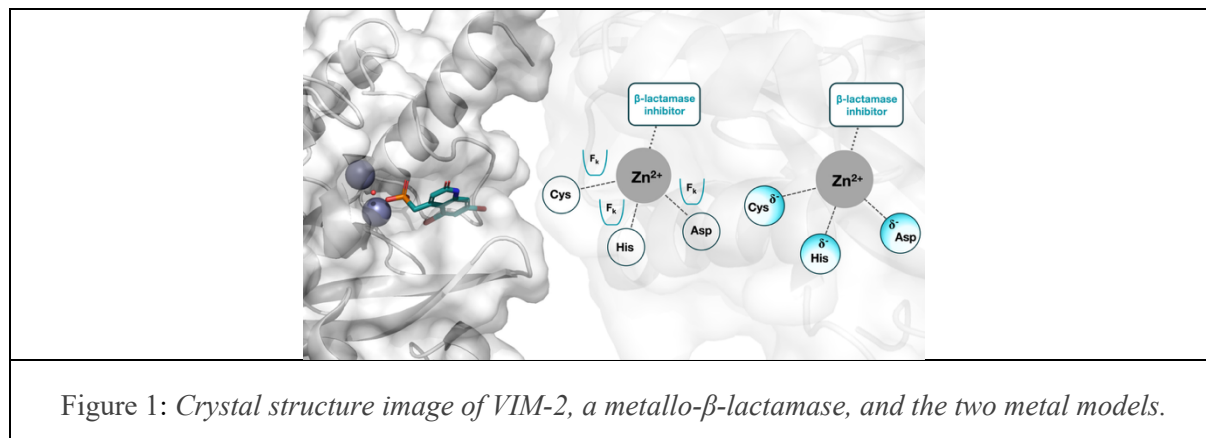 β-lactamase
inhibitor
β-lactamase
inhibitor
Fₖ
Zn²⁺
Fₖ
Zn²⁺
Cys
Fₖ
Cys
δ⁻
His
Asp
δ⁻
His
δ⁻
Asp
Figure 1: Crystal structure image of VIM-2, a metallo-β-lactamase, and the two metal models.